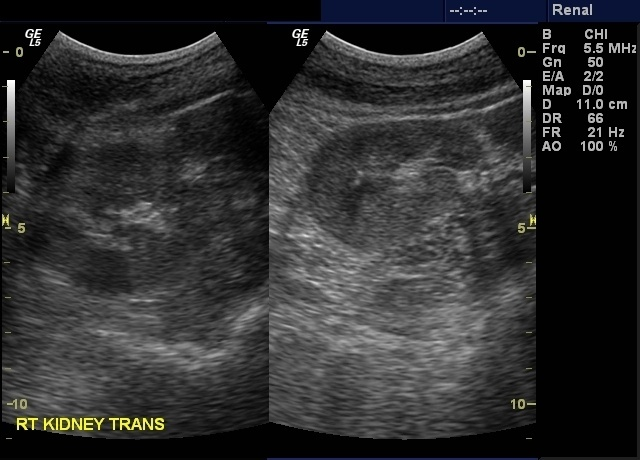 --:--:--
Renal
GE
L5
GE
L5
0
5
10
0
5
10
B CHI
Frq 5.5 MHz
Gn 50
E/A 2/2
Map D/0
D 11.0 cm
DR 66
FR 21 Hz
AO 100 %
RT KIDNEY TRANS